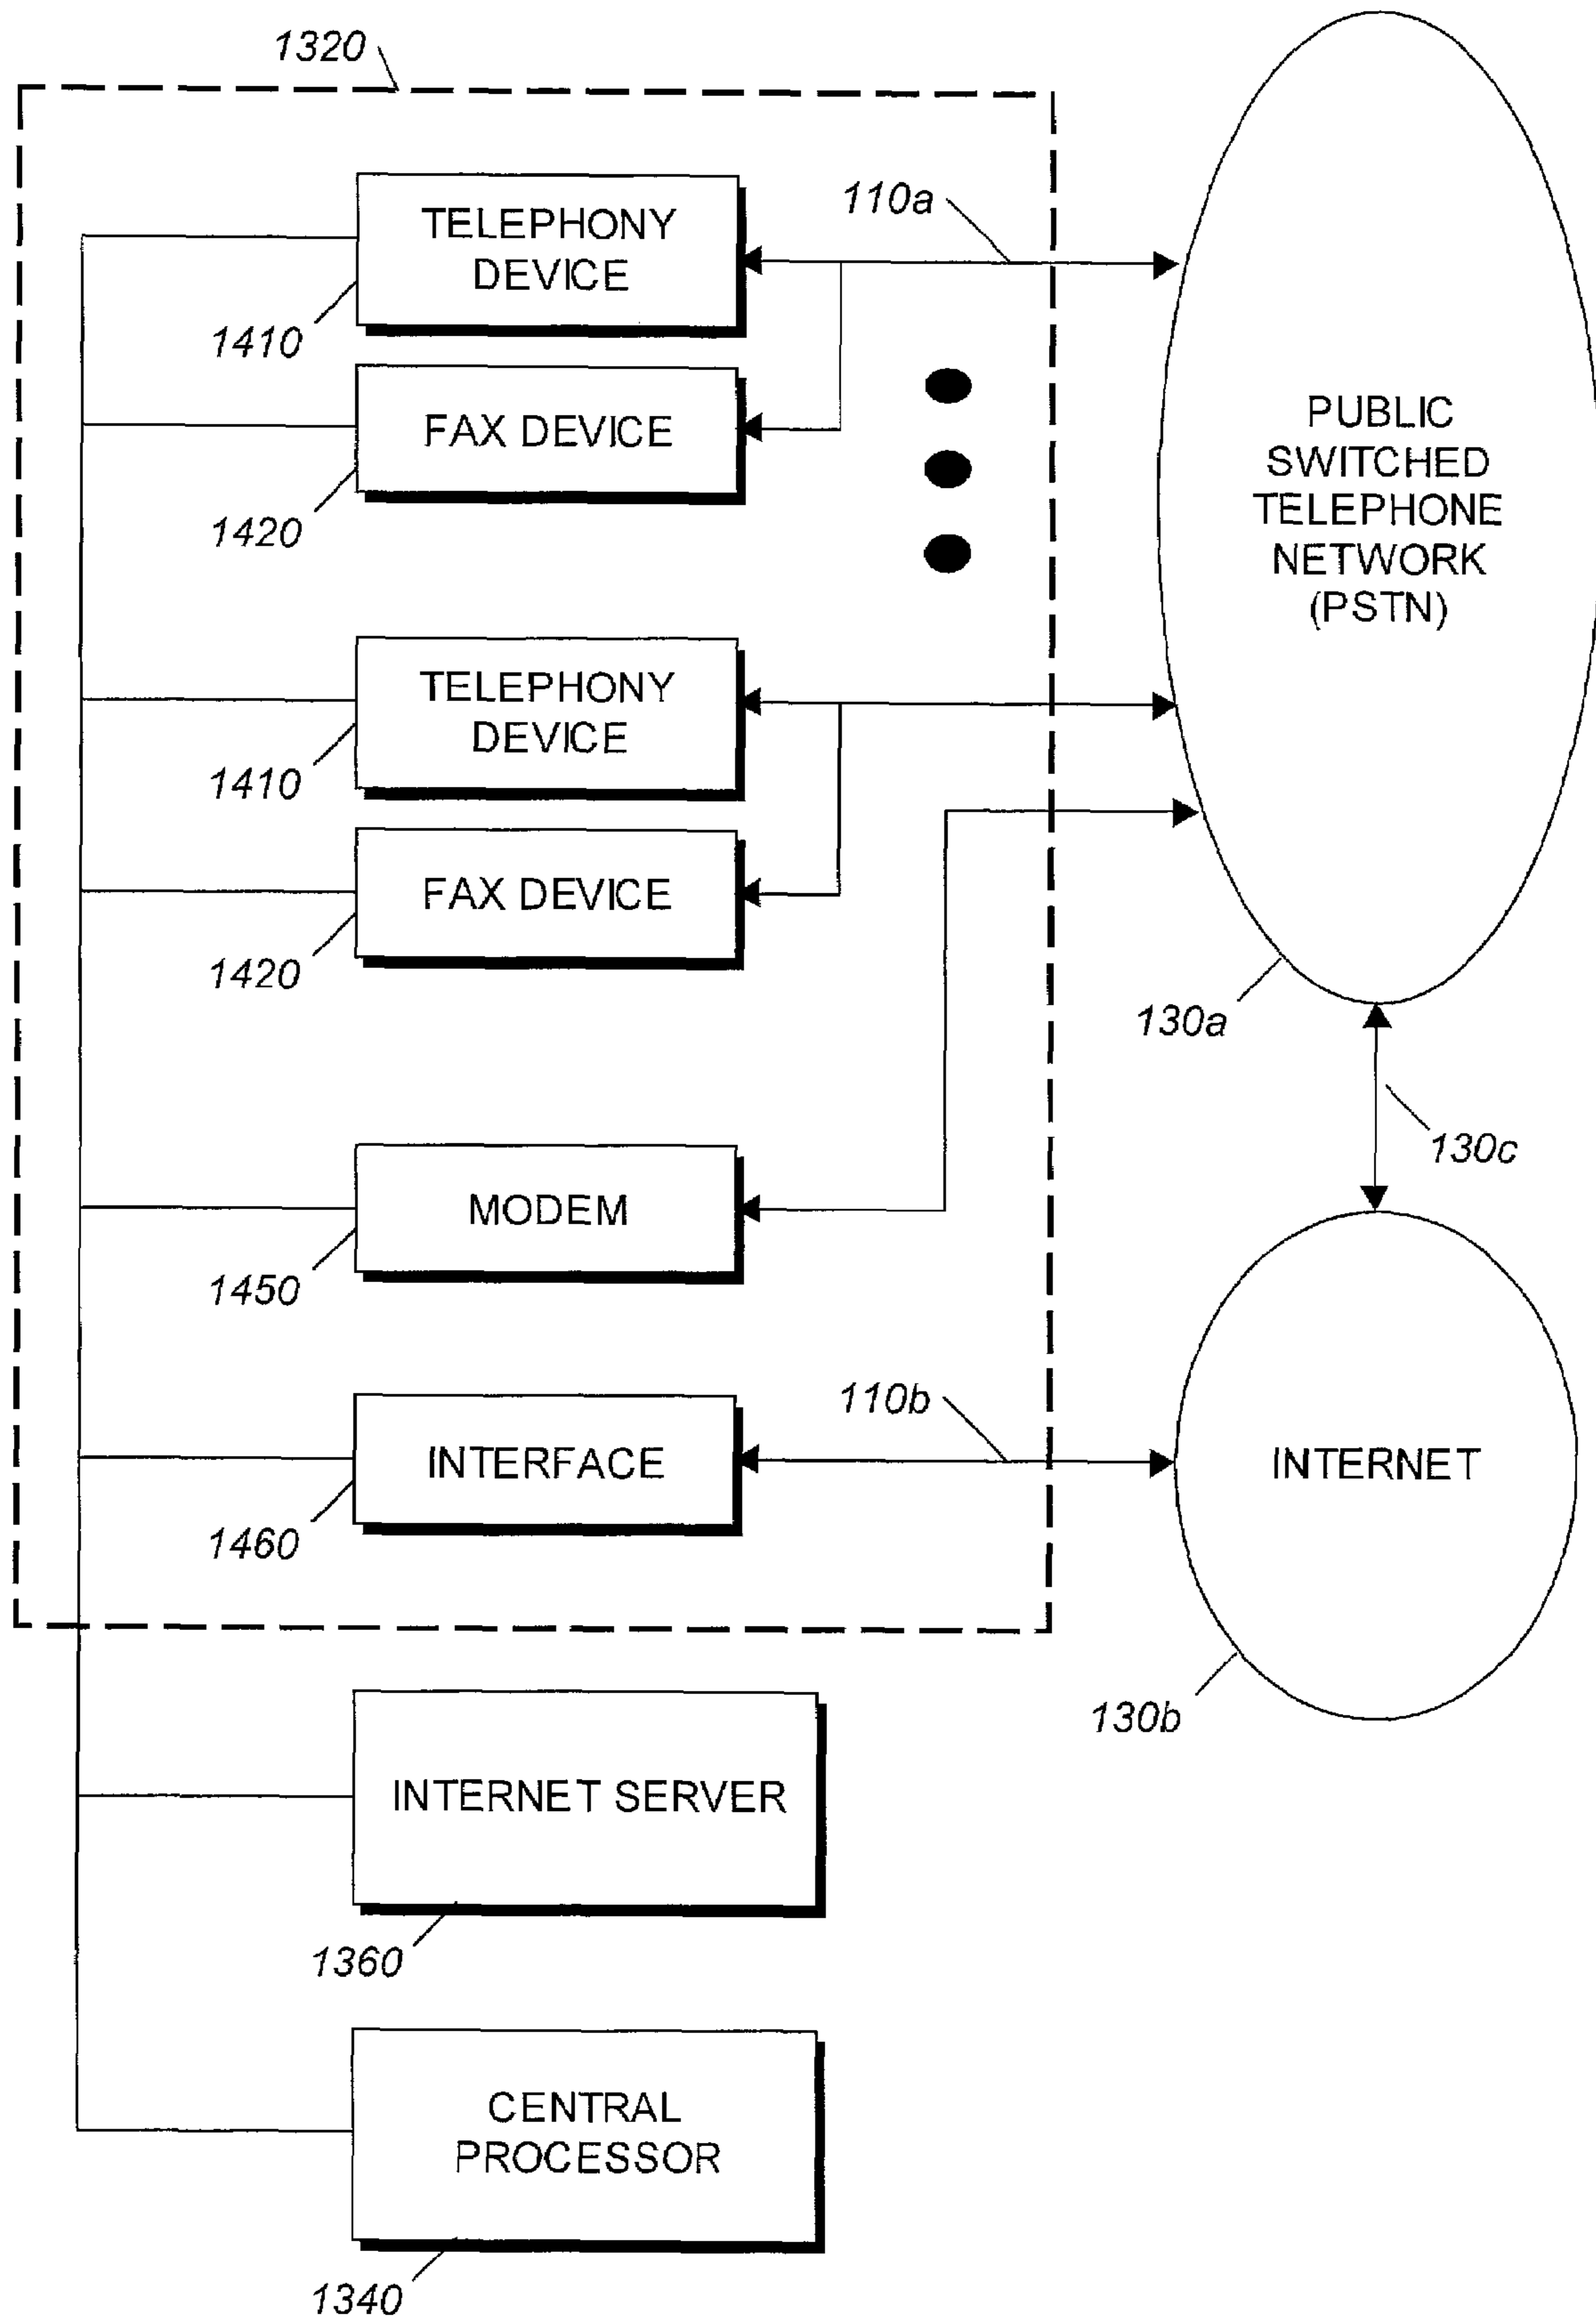 1320
TELEPHONY
DEVICE
110a
1410
FAX DEVICE
1420
PUBLIC
SWITCHED
TELEPHONE
NETWORK
(PSTN)
TELEPHONY
DEVICE
1410
FAX DEVICE
1420
130a
130c
MODEM
1450
110b
INTERFACE
INTERNET
1460
130b
INTERNET SERVER
1360
CENTRAL
PROCESSOR
1340